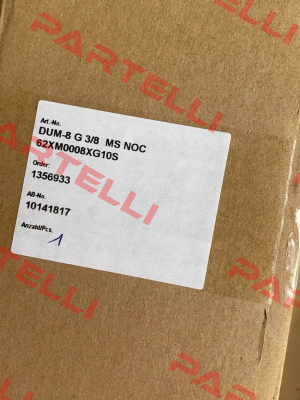 PARTELLI
Art.-No.
DUM-8 G 3/8 MS NOC
62XM0008XG10S
Order:
1356933
AB-No.
10141817
Anzahl/Pcs.
1
PARTELLI
PARTELLI
PARTELLI